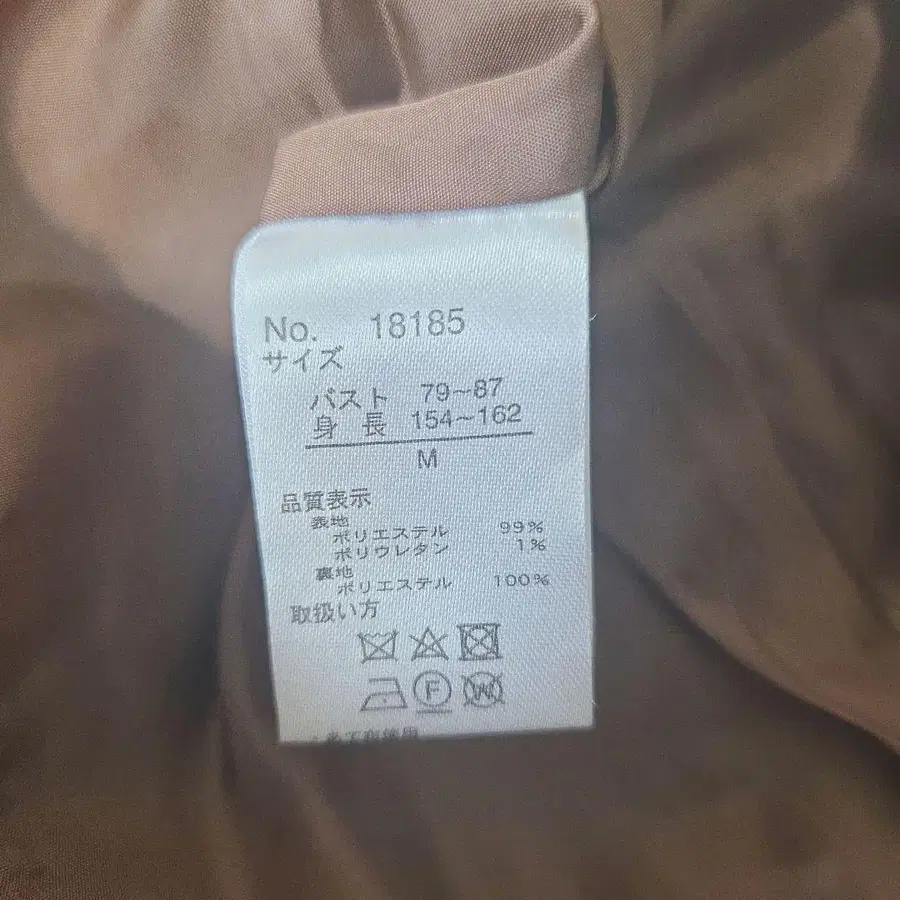 No. 18185
サイズ
バスト 79~87
身長 154~162
M
品質表示
表地
ポリエステル 99%
ポリウレタン 1%
裏地
ポリエステル 100%
取扱い方
F W